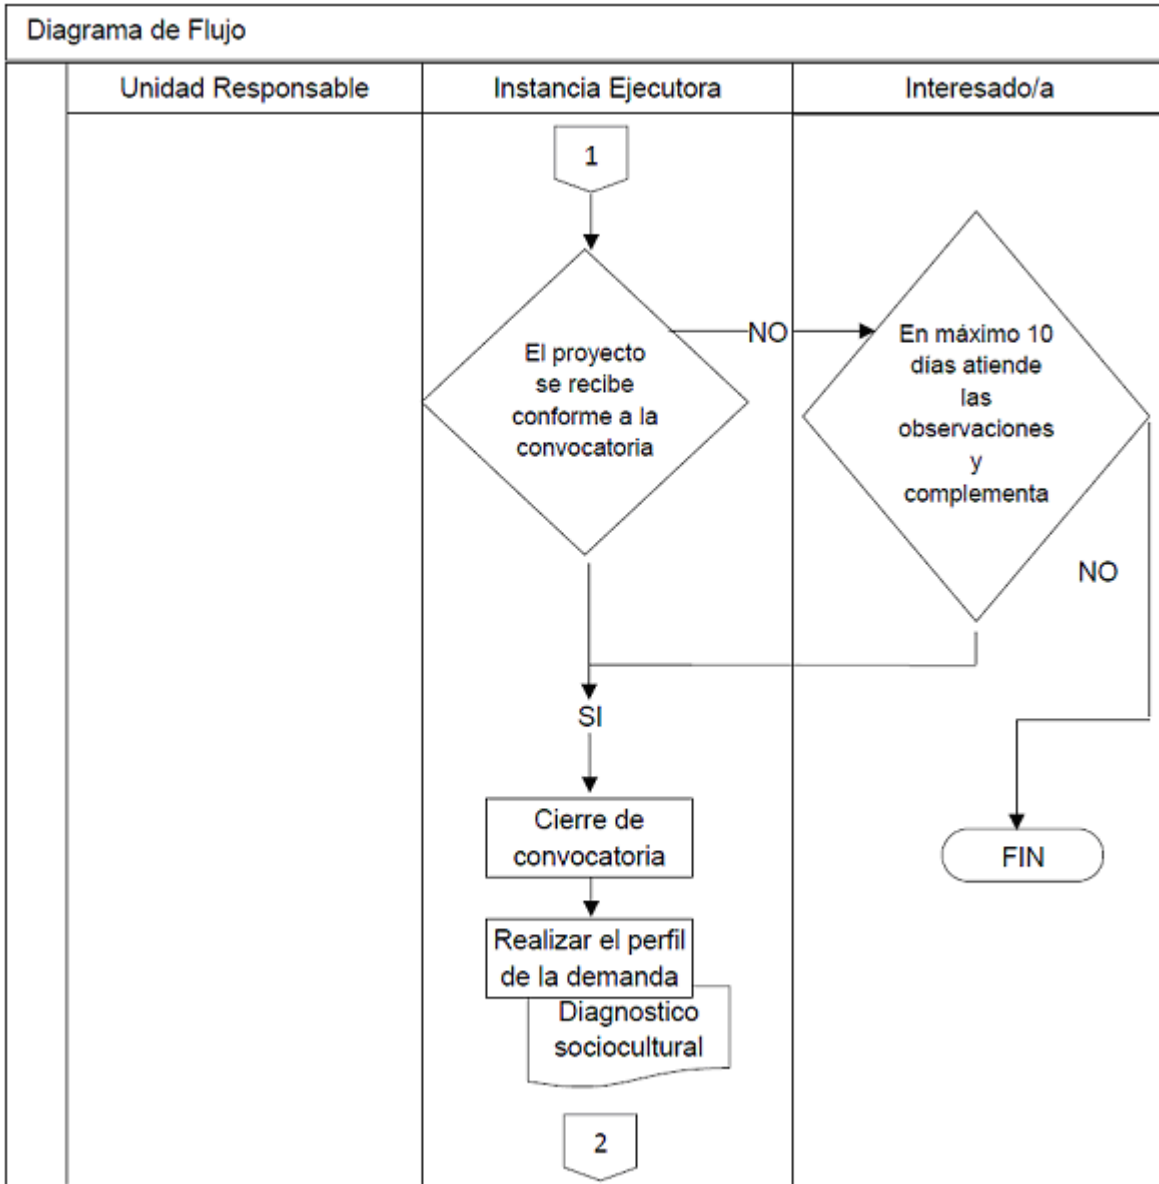 Diagrama de Flujo
Unidad Responsable
Instancia Ejecutora
Interesado/a
1
El proyecto
se recibe
conforme a la
convocatoria
NO
En máximo 10
días atiende
las
observaciones
y
complementa
NO
SI
Cierre de
convocatoria
FIN
Realizar el perfil
de la demanda
Diagnostico
sociocultural
2